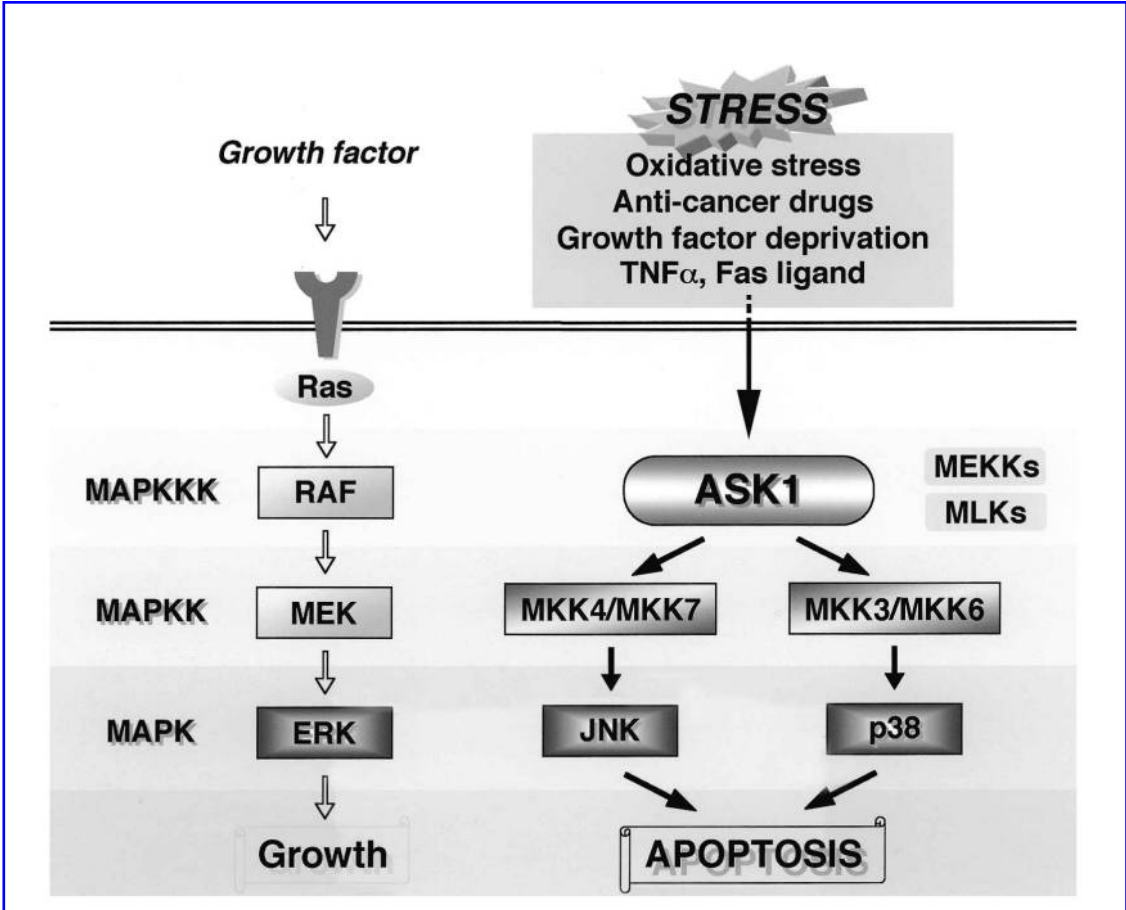 STRESS
Growth factor
Oxidative stress
Anti-cancer drugs
Growth factor deprivation
TNFα, Fas ligand
Ras
MAPKKK
RAF
ASK1
MEKKs
MLKs
MAPKK
MEK
MKK4/MKK7
MKK3/MKK6
MAPK
ERK
JNK
p38
Growth
APOPTOSIS